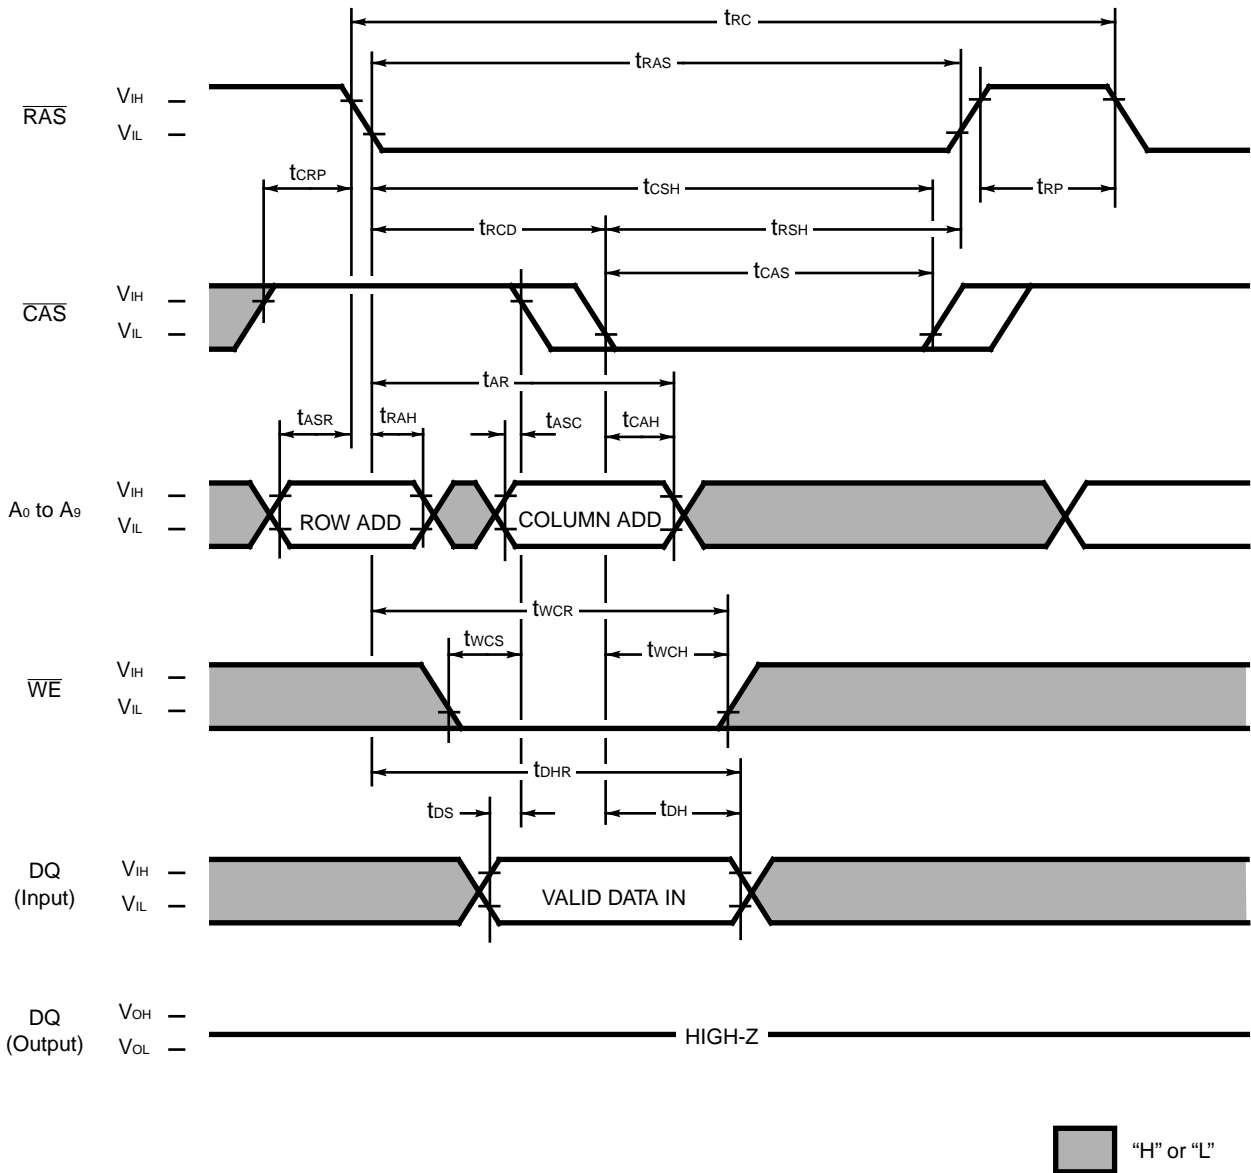 tRC
tRAS
RAS
VIH
VIL
tCRP
tCSH
tRP
tRCD
tRSH
tCAS
CAS
VIH
VIL
tAR
tASR
tRAH
tASC
tCAH
A0 to A9
VIH
VIL
ROW ADD
COLUMN ADD
tWCR
tWCS
tWCH
WE
VIH
VIL
tDHR
tDS
tDH
DQ
(Input)
VIH
VIL
VALID DATA IN
DQ
(Output)
VOH
VOL
HIGH-Z
“H” or “L”